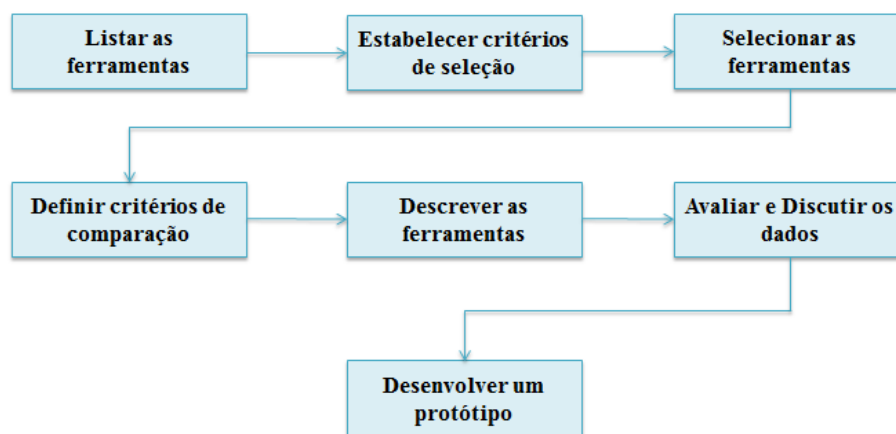 Listar as
ferramentas
Estabelecer critérios
de seleção
Selecionar as
ferramentas
Definir critérios de
comparação
Descrever as
ferramentas
Avaliar e Discutir os
dados
Desenvolver um
protótipo